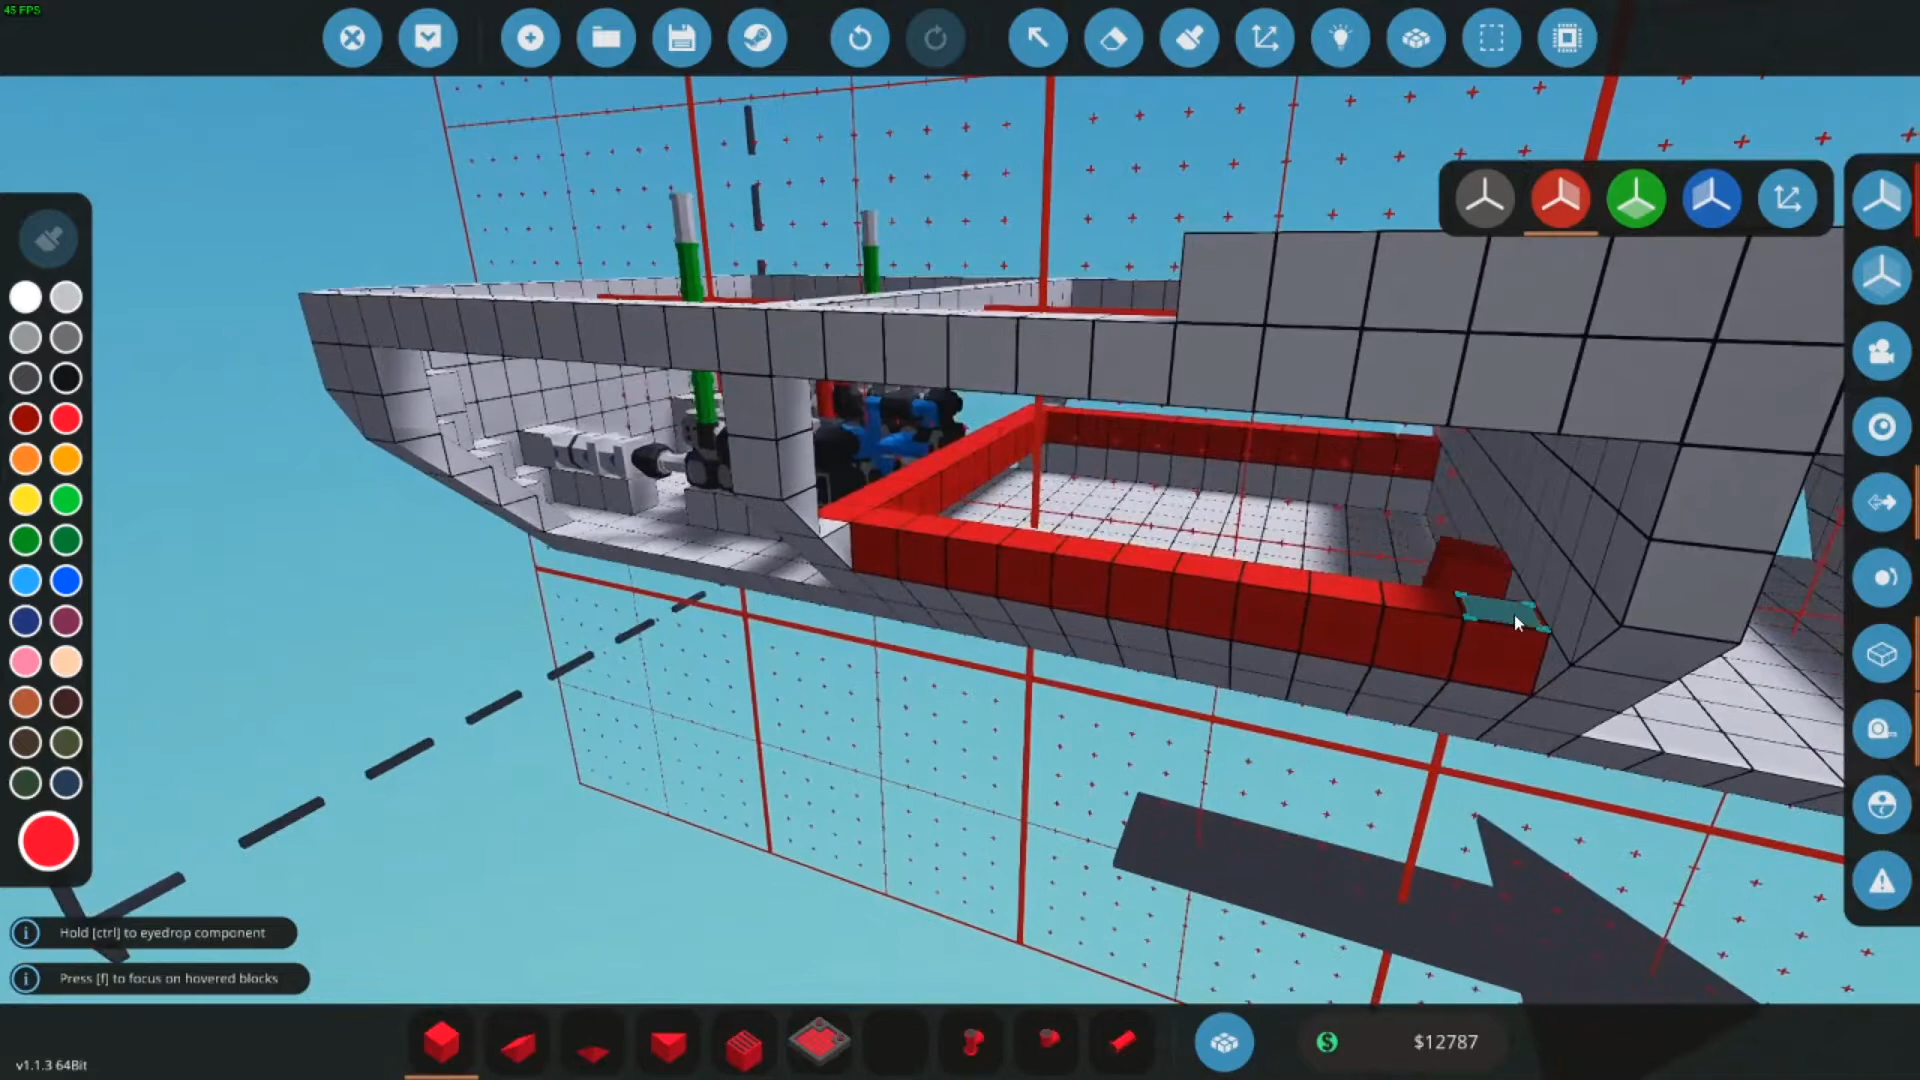 45 FPS
Hold [ctrl] to eyedrop component
Press [f] to focus on hovered blocks
$12787
v1.1.3 64Bit